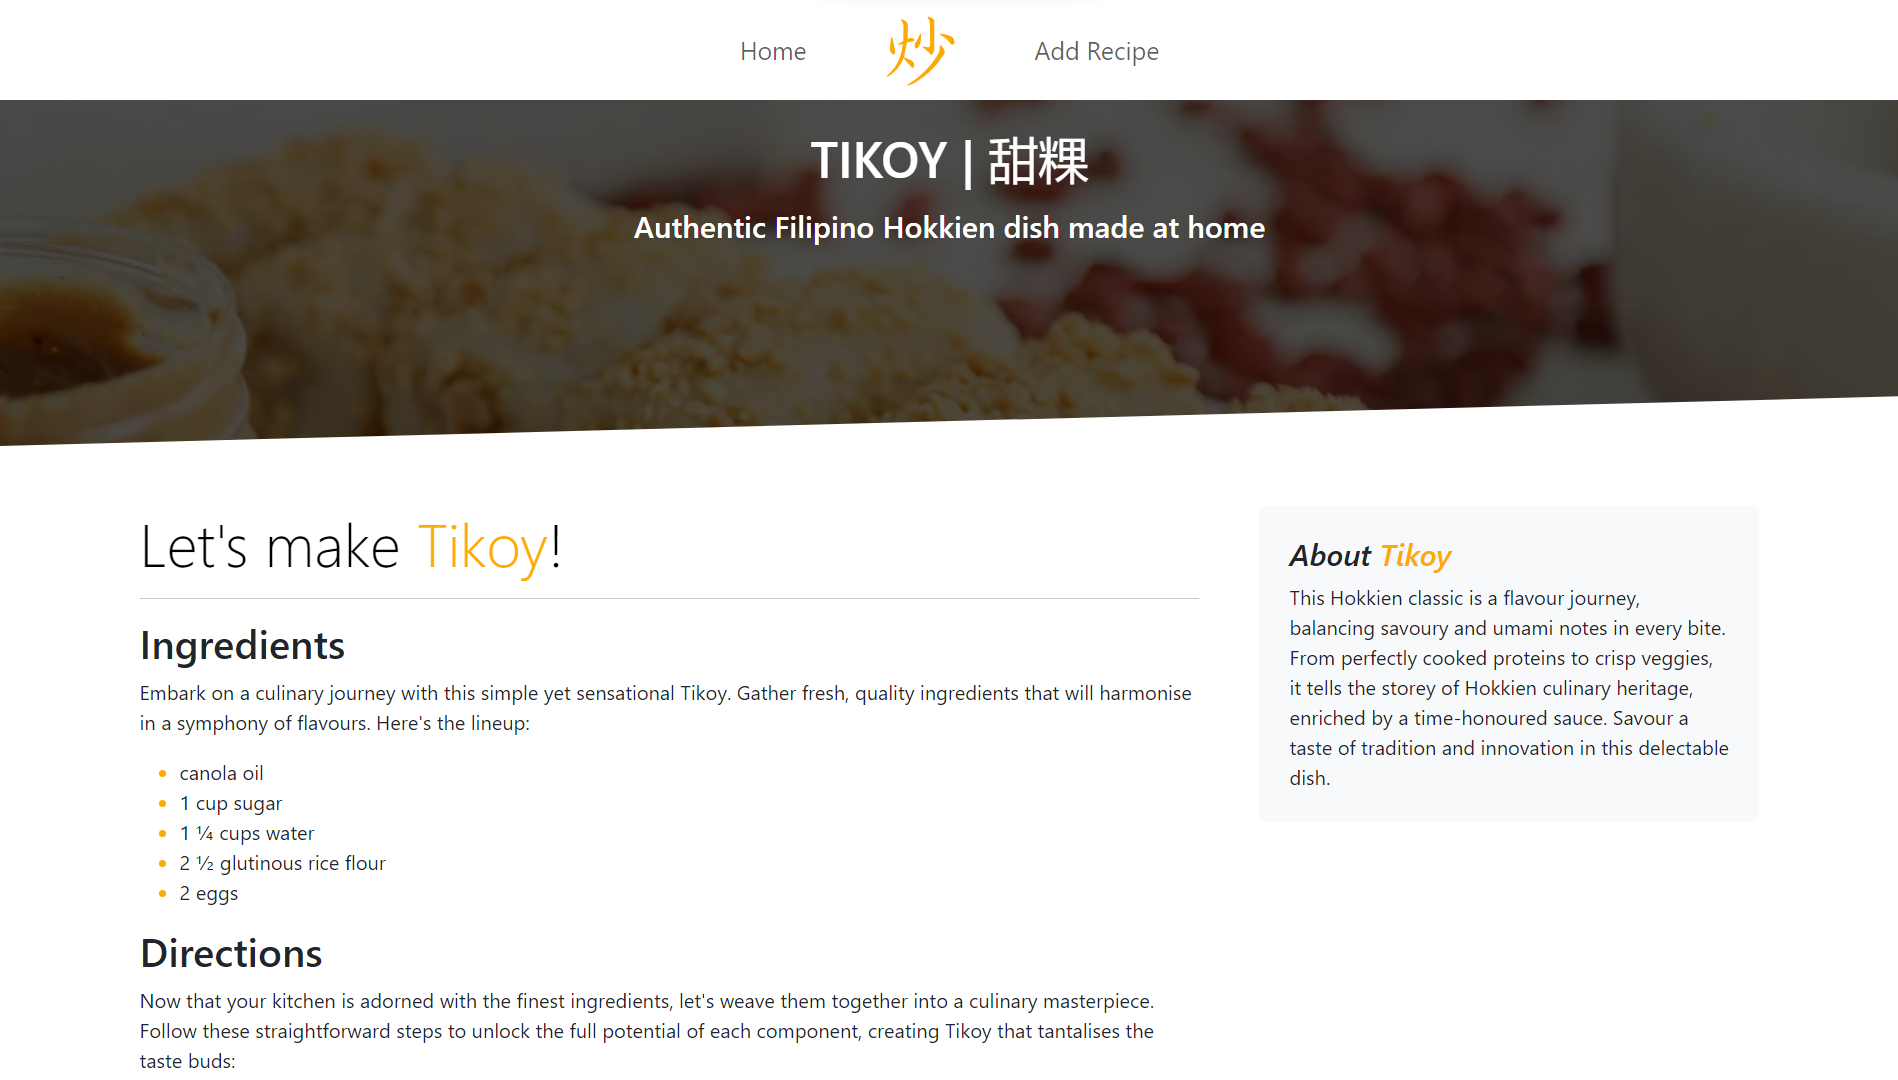 Home 炒 Add Recipe
TIKOY | 甜粿
Authentic Filipino Hokkien dish made at home
Let's make Tikoy!
Ingredients
Embark on a culinary journey with this simple yet sensational Tikoy. Gather fresh, quality ingredients that will harmonise
in a symphony of flavours. Here's the lineup:
• canola oil
• 1 cup sugar
• 1 ¼ cups water
• 2 ½ glutinous rice flour
• 2 eggs
Directions
Now that your kitchen is adorned with the finest ingredients, let's weave them together into a culinary masterpiece.
Follow these straightforward steps to unlock the full potential of each component, creating Tikoy that tantalises the
taste buds:
About Tikoy
This Hokkien classic is a flavour journey,
balancing savoury and umami notes in every bite.
From perfectly cooked proteins to crisp veggies,
it tells the storey of Hokkien culinary heritage,
enriched by a time-honoured sauce. Savour a
taste of tradition and innovation in this delectable
dish.